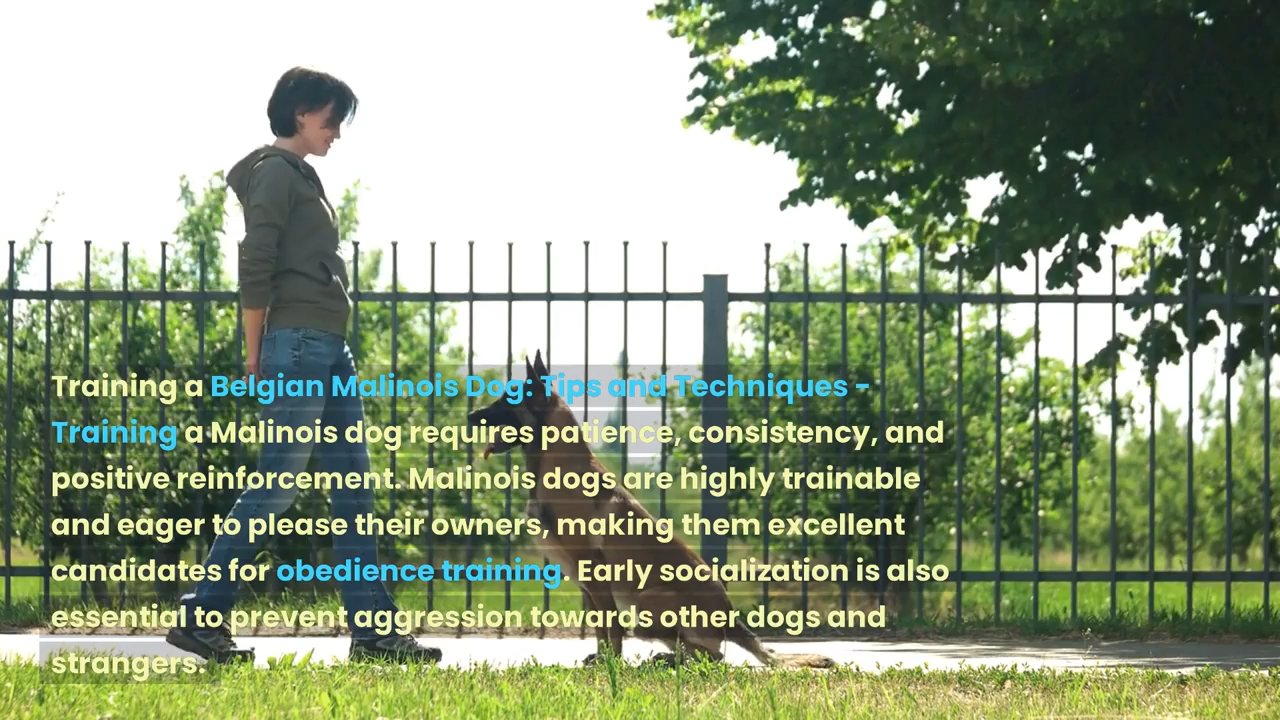 Training a Belgian Malinois Dog: Tips and Techniques -
Training a Malinois dog requires patience, consistency, and
positive reinforcement. Malinois dogs are highly trainable
and eager to please their owners, making them excellent
candidates for obedience training. Early socialization is also
essential to prevent aggression towards other dogs and
strangers.